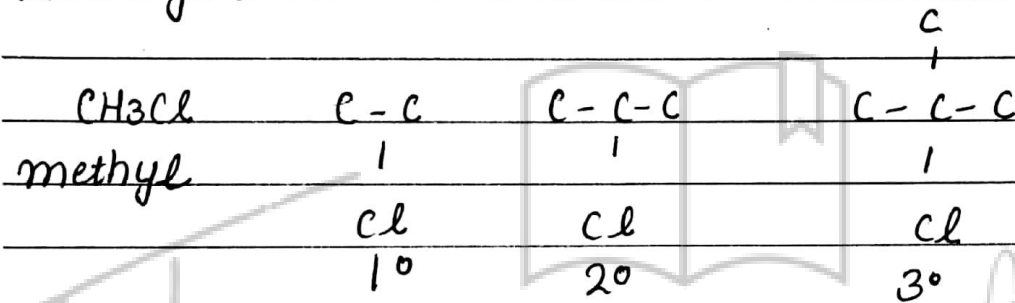 C
CH3Cl C - C C - C - C C - C - C
methyl
Cl Cl Cl
1° 2° 3°